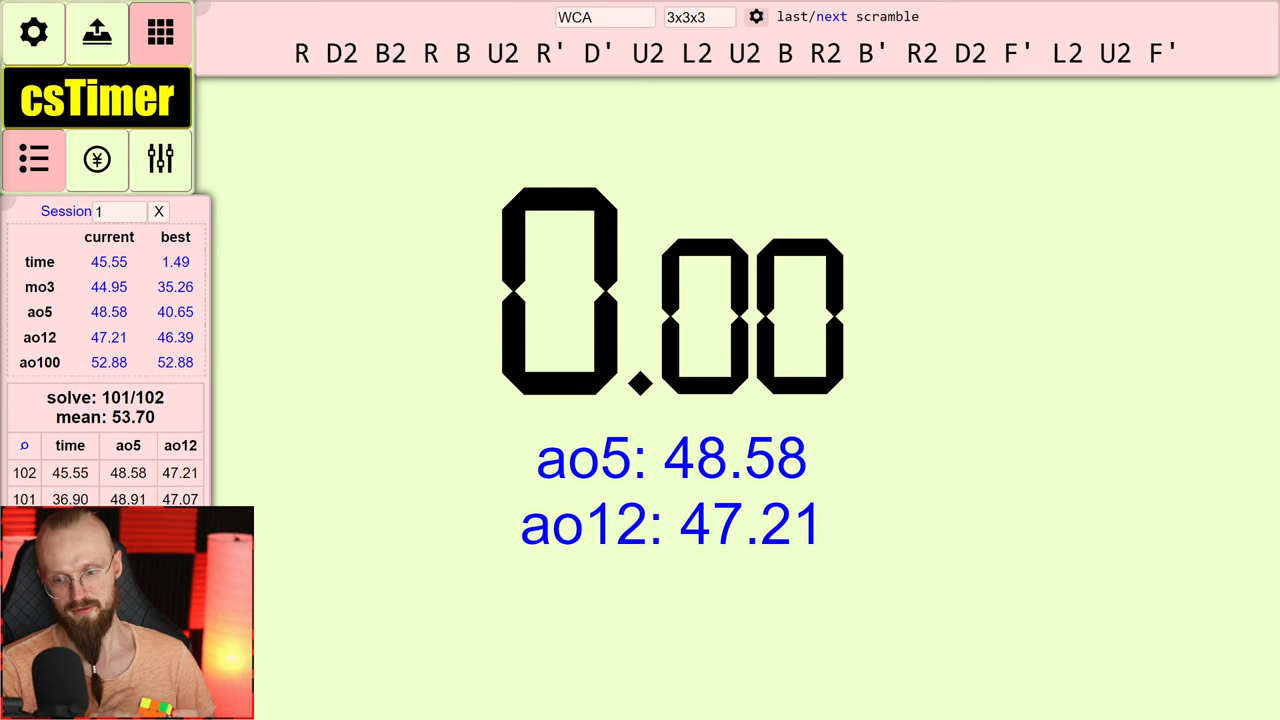 WCA 3x3x3 last/next scramble
R D2 B2 R B U2 R' D' U2 L2 U2 B R2 B' R2 D2 F' L2 U2 F'
csTimer
Session 1 X
current best
time 45.55 1.49
mo3 44.95 35.26
ao5 48.58 40.65
ao12 47.21 46.39
ao100 52.88 52.88
solve: 101/102
mean: 53.70
time ao5 ao12
102 45.55 48.58 47.21
101 36.90 48.91 47.07
0.00
ao5: 48.58
ao12: 47.21